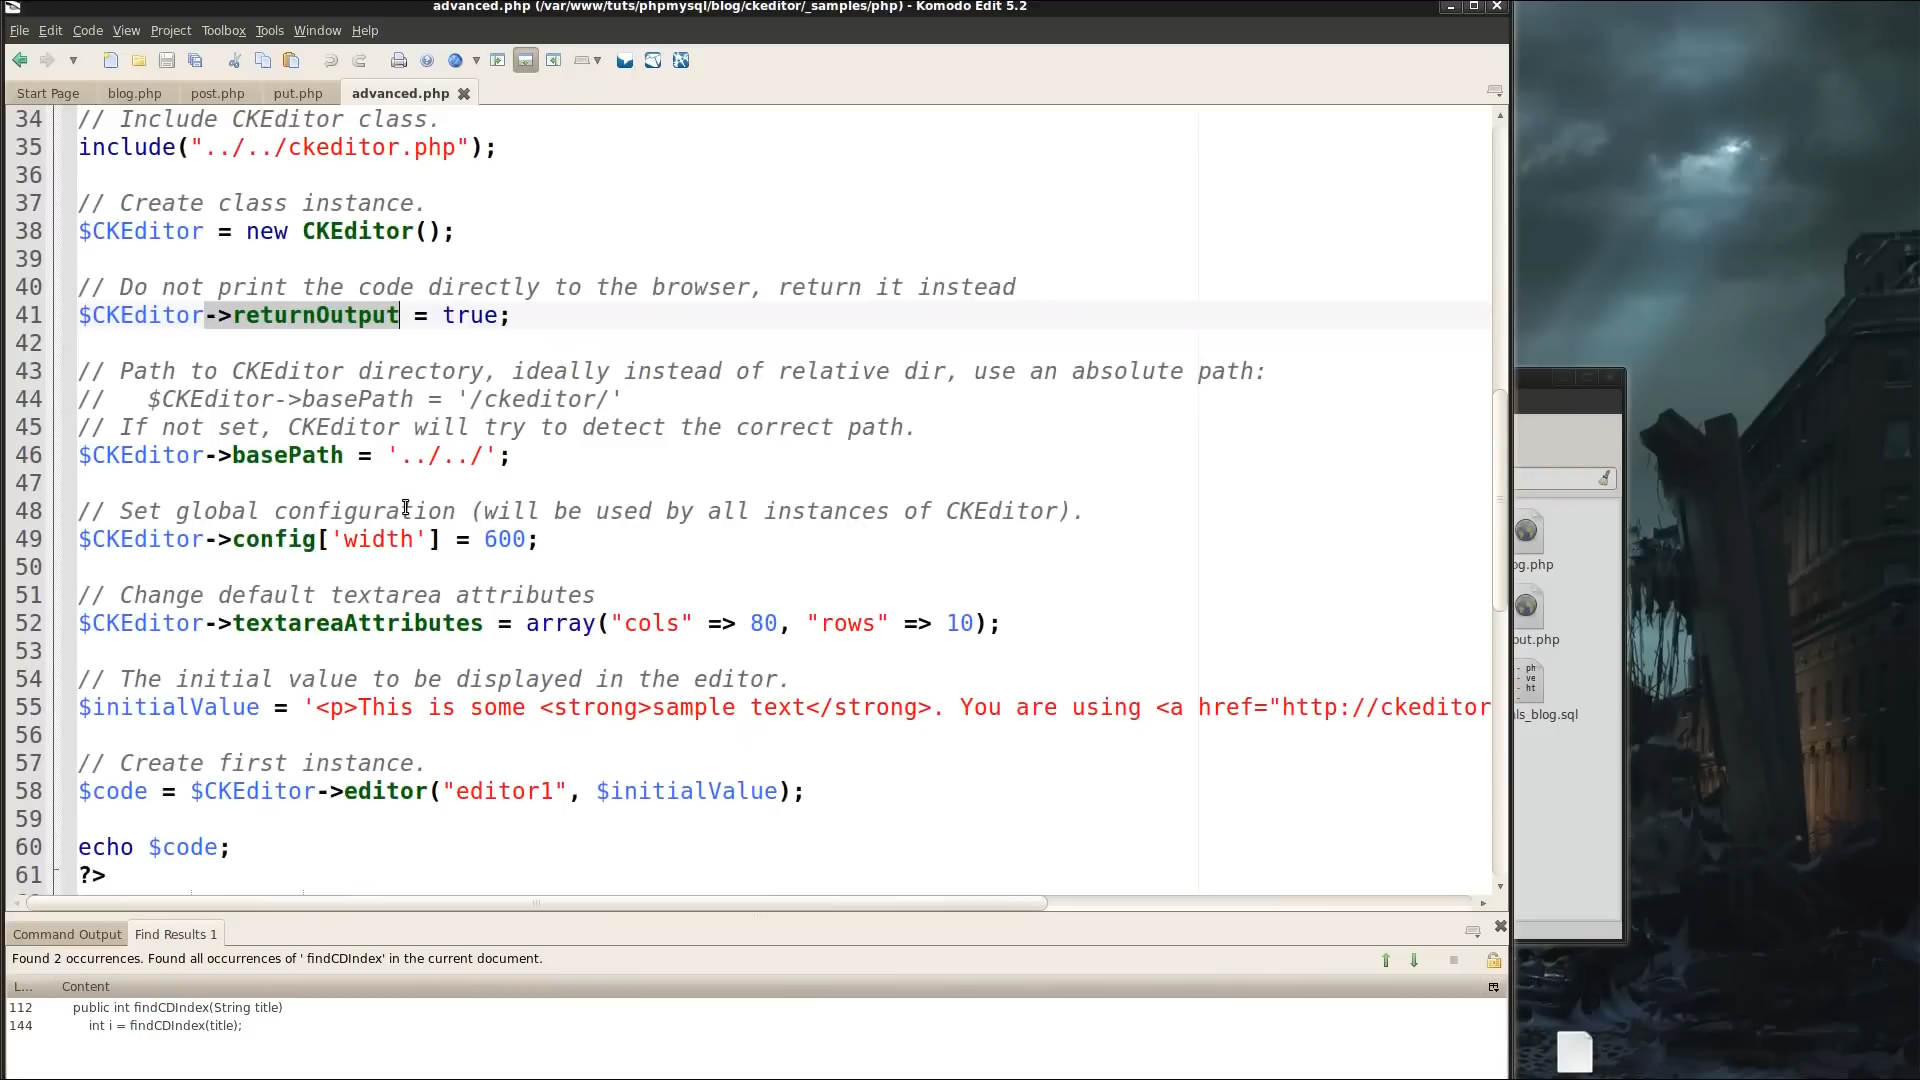 advanced.php (/var/www/tuts/phpmysql/blog/ckeditor/_samples/php) - Komodo Edit 5.2
File Edit Code View Project Toolbox Tools Window Help
Start Page blog.php post.php put.php advanced.php
34 // Include CKEditor class.
35 include("../../ckeditor.php");
36
37 // Create class instance.
38 $CKEditor = new CKEditor();
39
40 // Do not print the code directly to the browser, return it instead
41 $CKEditor->returnOutput = true;
42
43 // Path to CKEditor directory, ideally instead of relative dir, use an absolute path:
44 //   $CKEditor->basePath = '/ckeditor/'
45 // If not set, CKEditor will try to detect the correct path.
46 $CKEditor->basePath = '../../';
47
48 // Set global configuration (will be used by all instances of CKEditor).
49 $CKEditor->config['width'] = 600;
50
51 // Change default textarea attributes
52 $CKEditor->textareaAttributes = array("cols" => 80, "rows" => 10);
53
54 // The initial value to be displayed in the editor.
55 $initialValue = '<p>This is some <strong>sample text</strong>. You are using <a href="http://ckeditor
56
57 // Create first instance.
58 $code = $CKEditor->editor("editor1", $initialValue);
59
60 echo $code;
61 ?>
og.php
out.php
- ph
- ve
- ht
ls_blog.sql
Command Output Find Results 1
Found 2 occurrences. Found all occurrences of ' findCDIndex' in the current document.
L... Content
112 public int findCDIndex(String title)
144 int i = findCDIndex(title);